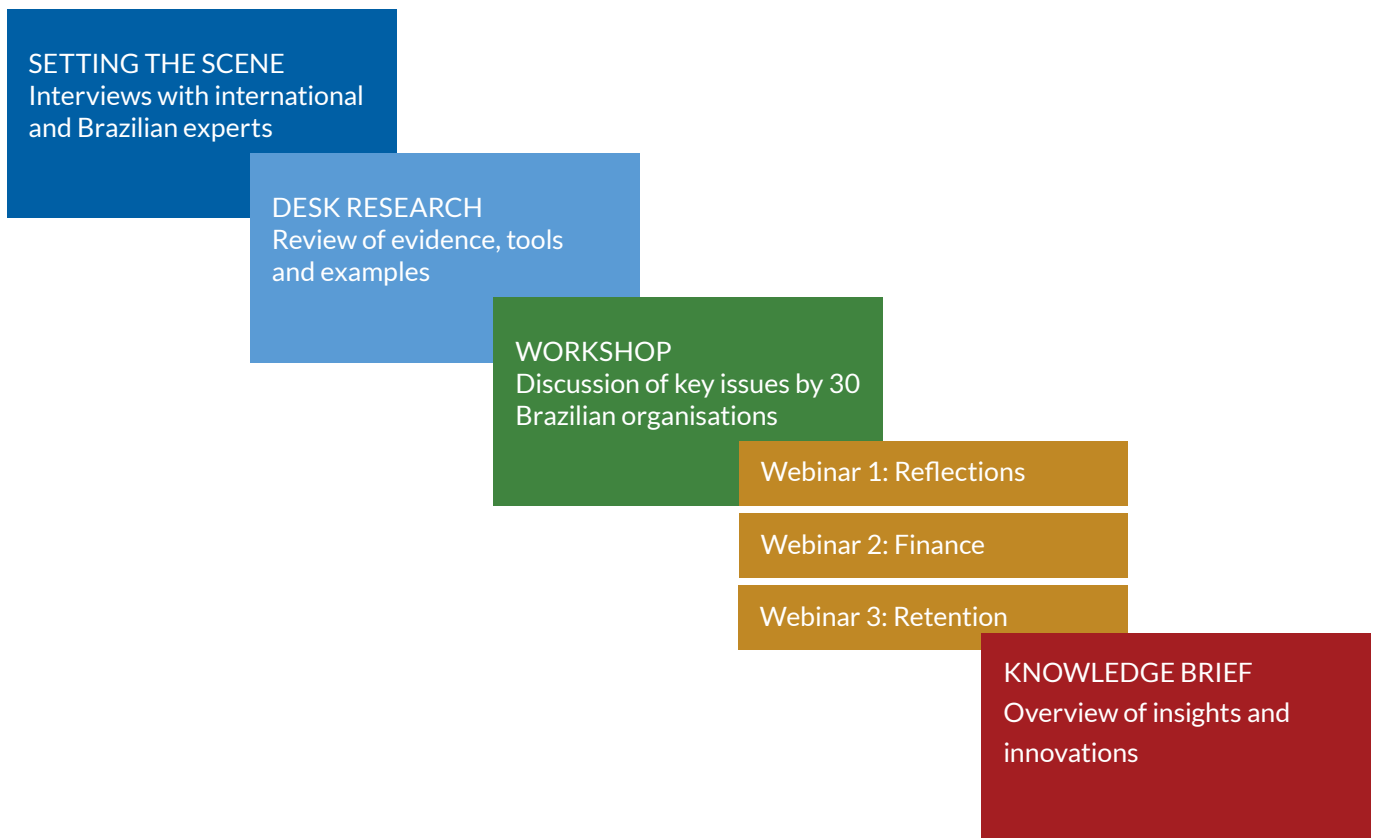 SETTING THE SCENE
Interviews with international
and Brazilian experts
DESK RESEARCH
Review of evidence, tools
and examples
WORKSHOP
Discussion of key issues by 30
Brazilian organisations
Webinar 1: Reflections
Webinar 2: Finance
Webinar 3: Retention
KNOWLEDGE BRIEF
Overview of insights and
innovations